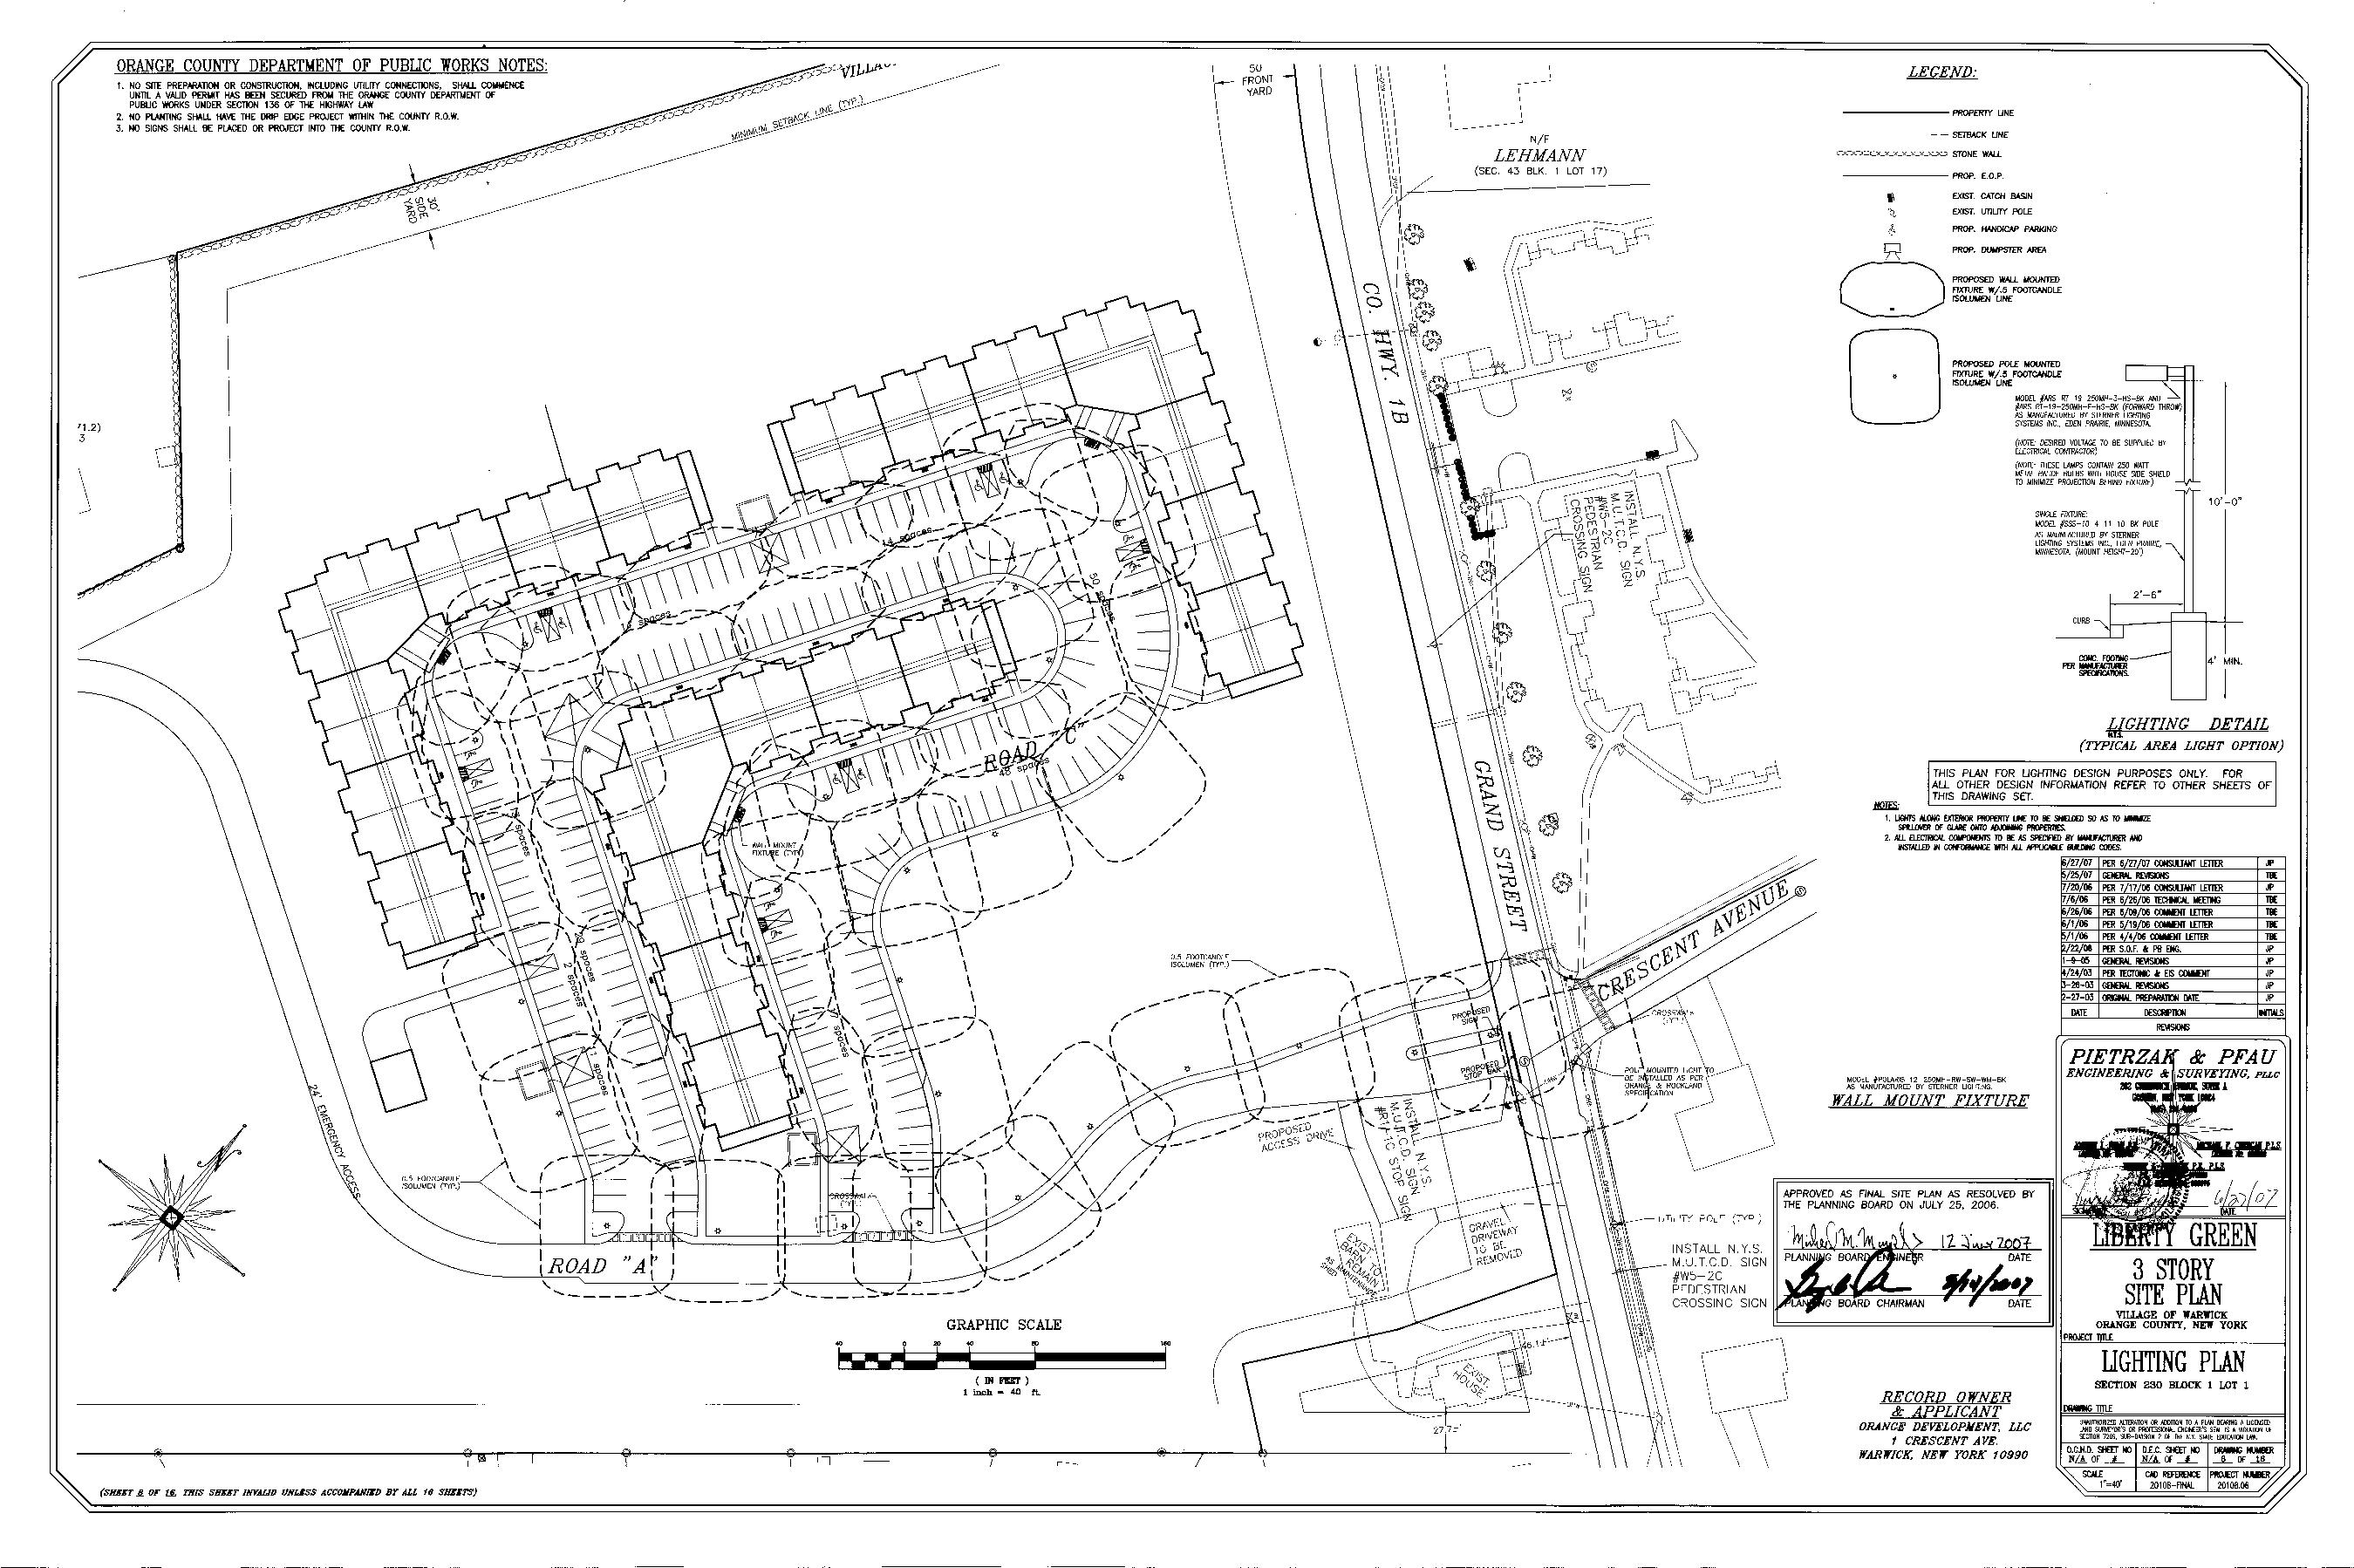 ORANGE COUNTY DEPARTMENT OF PUBLIC WORKS NOTES:
1. NO SITE PREPARATION OR CONSTRUCTION, INCLUDING UTILITY CONNECTIONS, SHALL COMMENCE
UNTIL A VALID PERMIT HAS BEEN SECURED FROM THE ORANGE COUNTY DEPARTMENT OF
PUBLIC WORKS UNDER SECTION 136 OF THE HIGHWAY LAW
2. NO PLANTING SHALL HAVE THE DRIP EDGE PROJECT WITHIN THE COUNTY R.O.W.
3. NO SIGNS SHALL BE PLACED OR PROJECT INTO THE COUNTY R.O.W.
MINIMUM SETBACK LINE (TYP.)
30'
SIDE
YARD
50
FRONT
YARD
N/F
LEHMANN
(SEC. 43 BLK. 1 LOT 17)
CO. HWY. 1B
GRAND STREET
CRESCENT AVENUE
INSTALL N.Y.S.
M.U.T.C.D. SIGN
#W5-2C
PEDESTRIAN
CROSSING SIGN
50 spaces
ROAD "C"
48 spaces
WALL MOUNT
FIXTURE (TYP.)
2 spaces
24' EMERGENCY ACCESS
0.5 FOOTCANDLE
ISOLUMEN (TYP.)
0.5 FOOTCANDLE
ISOLUMEN (TYP.)
CROSSWALK
(TYP.)
ROAD "A"
PROPOSED
SIGN
PROPOSED
STOP BAR
CROSSWALK
(TYP.)
POLE MOUNTED LIGHT TO
BE INSTALLED AS PER
ORANGE & ROCKLAND
SPECIFICATION
PROPOSED
ACCESS DRIVE
INSTALL N.Y.S.
M.U.T.C.D. SIGN
#R1-1C STOP SIGN
EXIST.
BARN TO
REMAIN
AS MAINTENANCE
SHED
GRAVEL
DRIVEWAY
TO BE
REMOVED
UTILITY POLE (TYP.)
INSTALL N.Y.S.
M.U.T.C.D. SIGN
#W5-2C
PEDESTRIAN
CROSSING SIGN
EXIST.
HOUSE
GRAPHIC SCALE
40 0 20 40 80 160
( IN FEET )
1 inch = 40 ft.
(SHEET 8 OF 16, THIS SHEET INVALID UNLESS ACCOMPANIED BY ALL 16 SHEETS)
LEGEND:
PROPERTY LINE
SETBACK LINE
STONE WALL
PROP. E.O.P.
EXIST. CATCH BASIN
EXIST. UTILITY POLE
PROP. HANDICAP PARKING
PROP. DUMPSTER AREA
PROPOSED WALL MOUNTED
FIXTURE W/.5 FOOTCANDLE
ISOLUMEN LINE
PROPOSED POLE MOUNTED
FIXTURE W/.5 FOOTCANDLE
ISOLUMEN LINE
MODEL #ARS RT 19 250MH-3-HS-BK AND
#ARS RT-19-250MH-F-HS-BK (FORWARD THROW)
AS MANUFACTURED BY STERNER LIGHTING
SYSTEMS INC., EDEN PRAIRIE, MINNESOTA.
(NOTE: DESIRED VOLTAGE TO BE SUPPLIED BY
ELECTRICAL CONTRACTOR)
(NOTE: THESE LAMPS CONTAIN 250 WATT
METAL HALIDE BULBS WITH HOUSE SIDE SHIELD
TO MINIMIZE PROJECTION BEHIND FIXTURE)
10'-0"
SINGLE FIXTURE:
MODEL #SSS-10 4 11 10 BK POLE
AS MANUFACTURED BY STERNER
LIGHTING SYSTEMS INC., EDEN PRAIRIE,
MINNESOTA. (MOUNT HEIGHT-20')
2'-6"
CURB
CONC. FOOTING
PER MANUFACTURER
SPECIFICATIONS.
4' MIN.
LIGHTING DETAIL
N.T.S.
(TYPICAL AREA LIGHT OPTION)
THIS PLAN FOR LIGHTING DESIGN PURPOSES ONLY. FOR
ALL OTHER DESIGN INFORMATION REFER TO OTHER SHEETS OF
THIS DRAWING SET.
NOTES:
1. LIGHTS ALONG EXTERIOR PROPERTY LINE TO BE SHIELDED SO AS TO MINIMIZE
SPILLOVER OF GLARE ONTO ADJOINING PROPERTIES.
2. ALL ELECTRICAL COMPONENTS TO BE AS SPECIFIED BY MANUFACTURER AND
INSTALLED IN CONFORMANCE WITH ALL APPLICABLE BUILDING CODES.
6/27/07 PER 6/27/07 CONSULTANT LETTER JP
5/25/07 GENERAL REVISIONS TBE
7/20/06 PER 7/17/06 CONSULTANT LETTER JP
7/6/06 PER 6/26/06 TECHNICAL MEETING TBE
6/26/06 PER 6/09/06 COMMENT LETTER TBE
6/1/06 PER 5/19/06 COMMENT LETTER TBE
5/1/06 PER 4/4/06 COMMENT LETTER TBE
2/22/06 PER S.O.F. & PB ENG. JP
1-9-05 GENERAL REVISIONS JP
4/24/03 PER TECTONIC & EIS COMMENT JP
3-26-03 GENERAL REVISIONS JP
2-27-03 ORIGINAL PREPARATION DATE JP
DATE DESCRIPTION INITIALS
REVISIONS
PIETRZAK & PFAU
ENGINEERING & SURVEYING, PLLC
MODEL #POLARIS 12 250MH-RW-SW-WM-BK
AS MANUFACTURED BY STERNER LIGHTING.
WALL MOUNT FIXTURE
6/27/07
DATE
APPROVED AS FINAL SITE PLAN AS RESOLVED BY
THE PLANNING BOARD ON JULY 25, 2006.
12 June 2007
PLANNING BOARD ENGINEER DATE
PLANNING BOARD CHAIRMAN DATE
LIBERTY GREEN
3 STORY
SITE PLAN
VILLAGE OF WARWICK
ORANGE COUNTY, NEW YORK
PROJECT TITLE
LIGHTING PLAN
SECTION 230 BLOCK 1 LOT 1
DRAWING TITLE
UNAUTHORIZED ALTERATION OR ADDITION TO A PLAN BEARING A LICENSED
LAND SURVEYOR'S OR PROFESSIONAL ENGINEER'S SEAL IS A VIOLATION OF
SECTION 7209, SUB-DIVISION 2 OF THE N.Y. STATE EDUCATION LAW.
O.C.H.D. SHEET NO D.E.C. SHEET NO DRAWING NUMBER
N/A OF # N/A OF # 8 OF 16
SCALE CAD REFERENCE PROJECT NUMBER
1"=40' 20108-FINAL 20108.06
RECORD OWNER
& APPLICANT
ORANGE DEVELOPMENT, LLC
1 CRESCENT AVE.
WARWICK, NEW YORK 10990